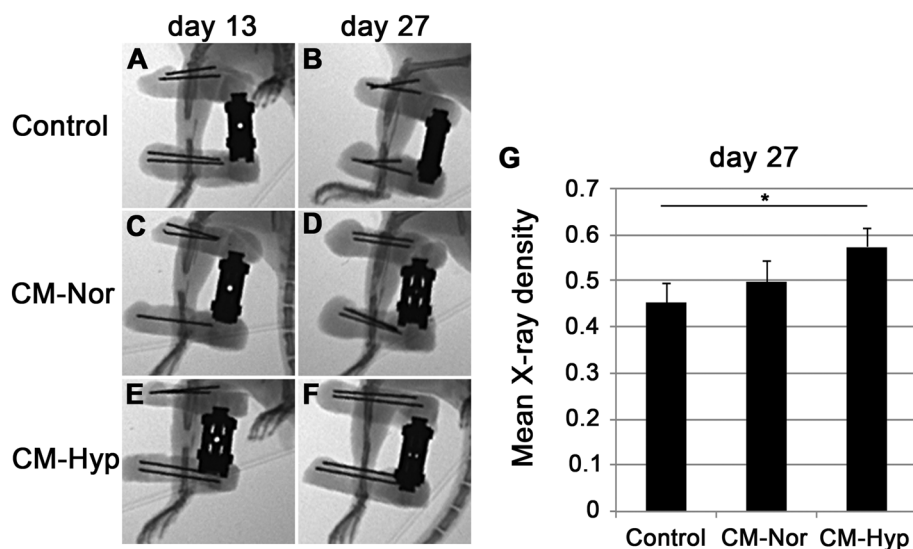 day 13 day 27
Control
A B
CM-Nor
C D
CM-Hyp
E F
G
day 27
Mean X-ray density
0.7
0.6
0.5
0.4
0.3
0.2
0.1
0
*
Control CM-Nor CM-Hyp